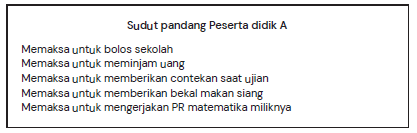 Sudut pandang Peserta didik A
Memaksa untuk bolos sekolah
Memaksa untuk meminjam uang
Memaksa untuk memberikan contekan saat ujian
Memaksa untuk memberikan bekal makan siang
Memaksa untuk mengerjakan PR matematika miliknya